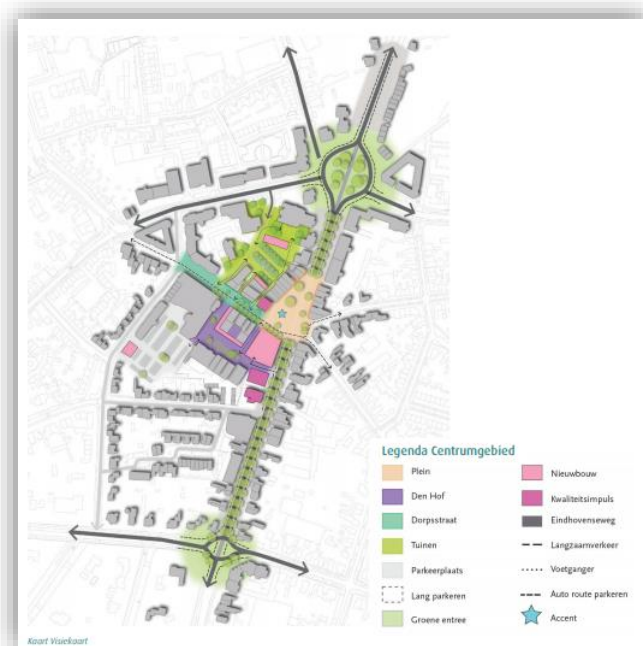 Legenda Centrumgebied
Plein
Den Hof
Dorpsstraat
Tuinen
Parkeerplaats
Lang parkeren
Groene entree
Nieuwbouw
Kwaliteitsimpuls
Eindhovenseweg
Langzaamverkeer
Voetganger
Auto route parkeren
Accent
Kaart Visiekaart